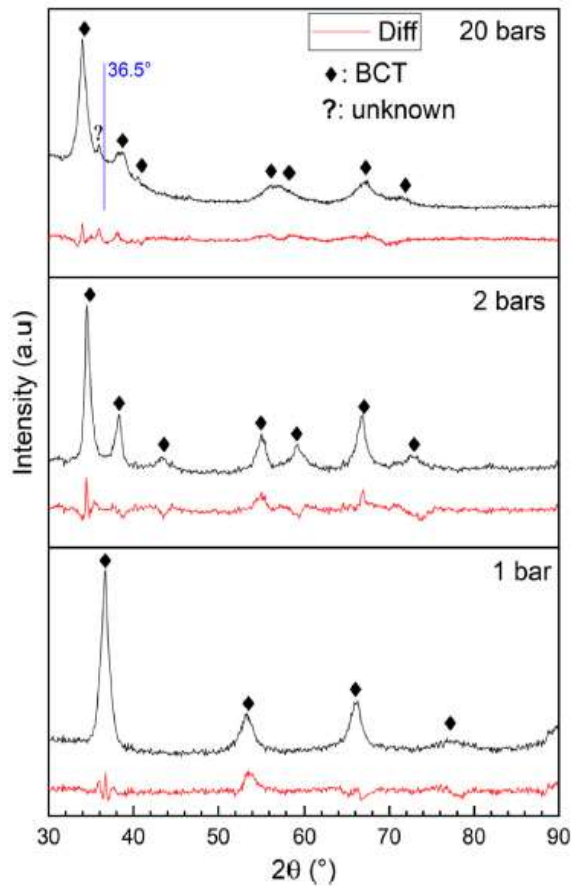 Diff
20 bars
36.5°
♦: BCT
?: unknown
?
2 bars
1 bar
Intensity (a.u)
30 40 50 60 70 80 90
2θ (°)